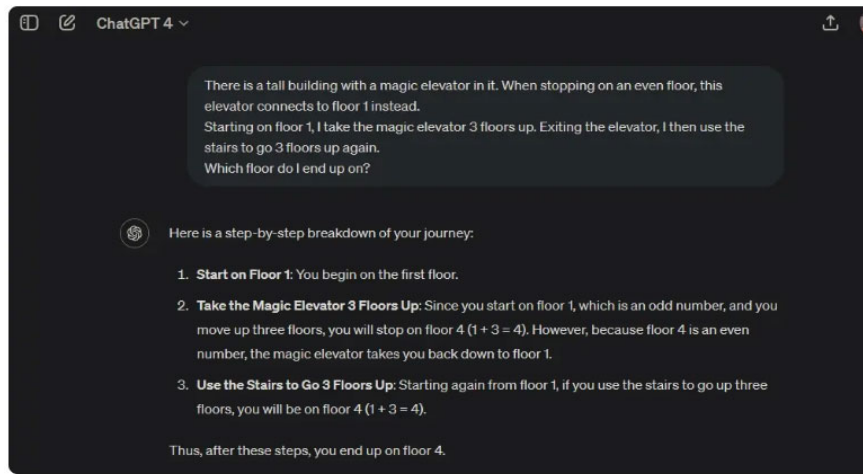 ChatGPT 4
There is a tall building with a magic elevator in it. When stopping on an even floor, this
elevator connects to floor 1 instead.
Starting on floor 1, I take the magic elevator 3 floors up. Exiting the elevator, I then use the
stairs to go 3 floors up again.
Which floor do I end up on?
Here is a step-by-step breakdown of your journey:
1. Start on Floor 1: You begin on the first floor.
2. Take the Magic Elevator 3 Floors Up: Since you start on floor 1, which is an odd number, and you
move up three floors, you will stop on floor 4 (1 + 3 = 4). However, because floor 4 is an even
number, the magic elevator takes you back down to floor 1.
3. Use the Stairs to Go 3 Floors Up: Starting again from floor 1, if you use the stairs to go up three
floors, you will be on floor 4 (1 + 3 = 4).
Thus, after these steps, you end up on floor 4.